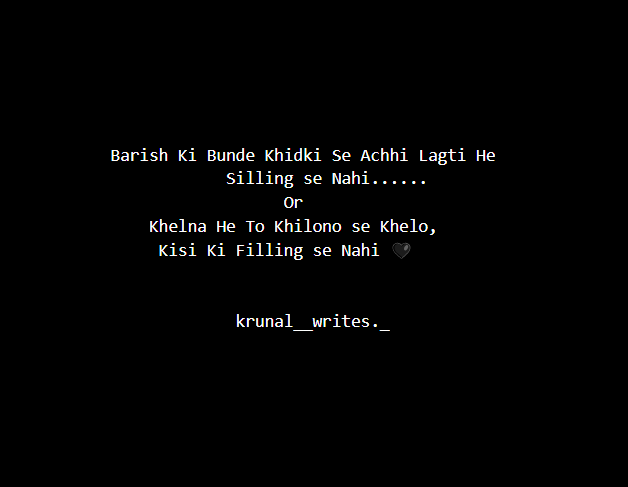 Barish Ki Bunde Khidki Se Achhi Lagti He
Silling se Nahi......
Or
Khelna He To Khilono se Khelo,
Kisi Ki Filling se Nahi 🖤
krunal__writes._